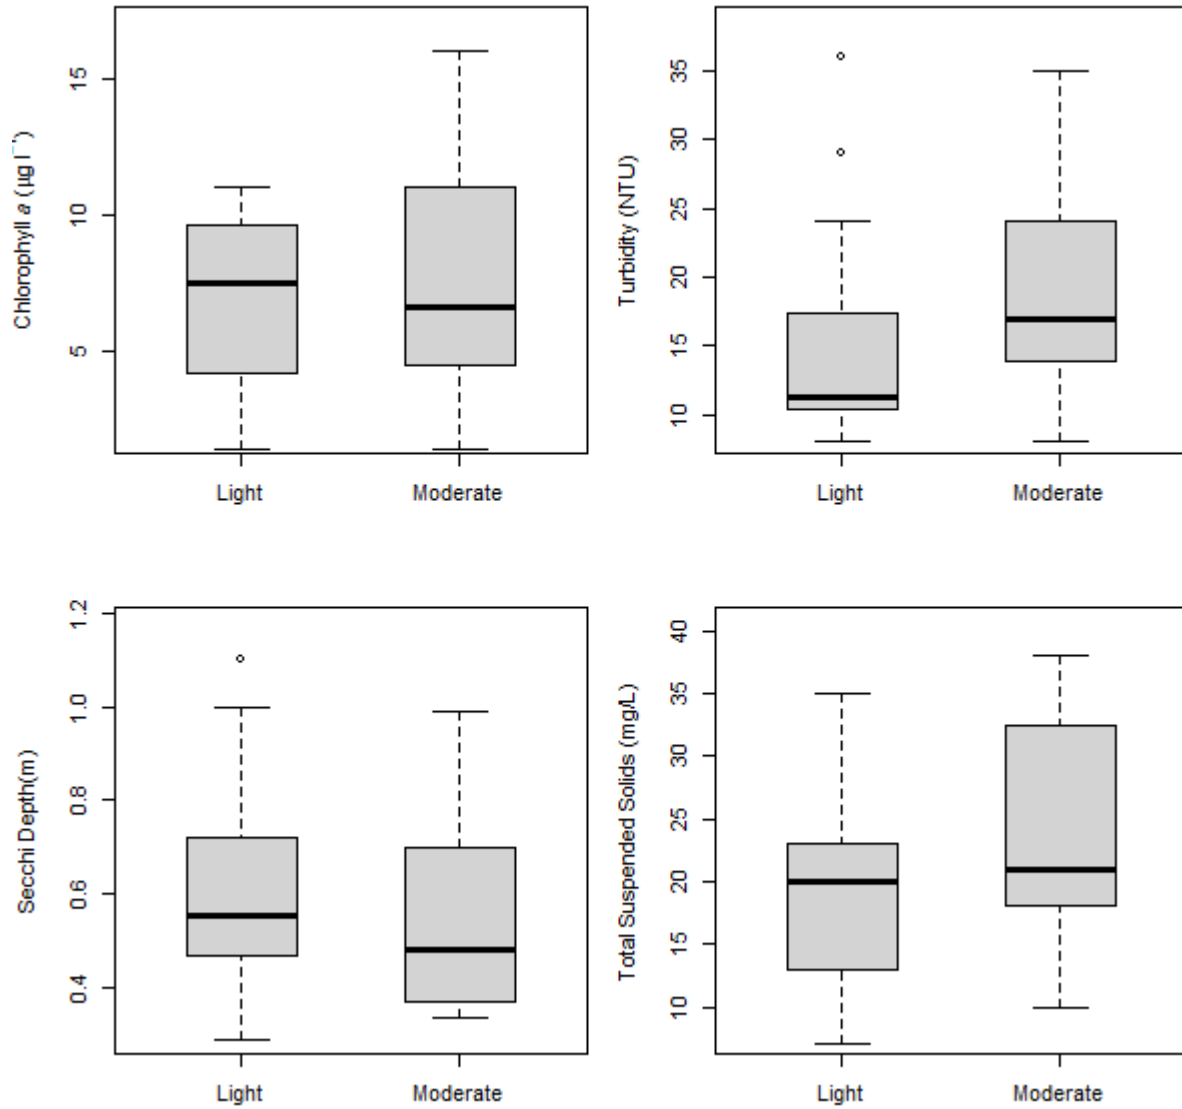 Chlorophyll a (µg l⁻¹)
15
10
5
Light Moderate
Turbidity (NTU)
35
30
25
20
15
10
Light Moderate
Secchi Depth(m)
1.2
1.0
0.8
0.6
0.4
Light Moderate
Total Suspended Solids (mg/L)
40
35
30
25
20
15
10
Light Moderate